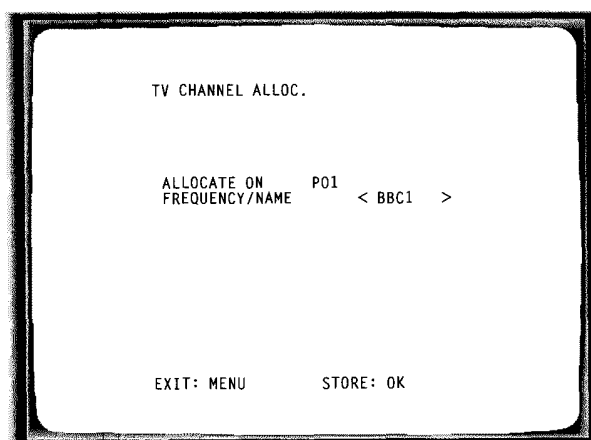 TV CHANNEL ALLOC.
ALLOCATE ON P01
FREQUENCY/NAME < BBC1 >
EXIT: MENU STORE: OK